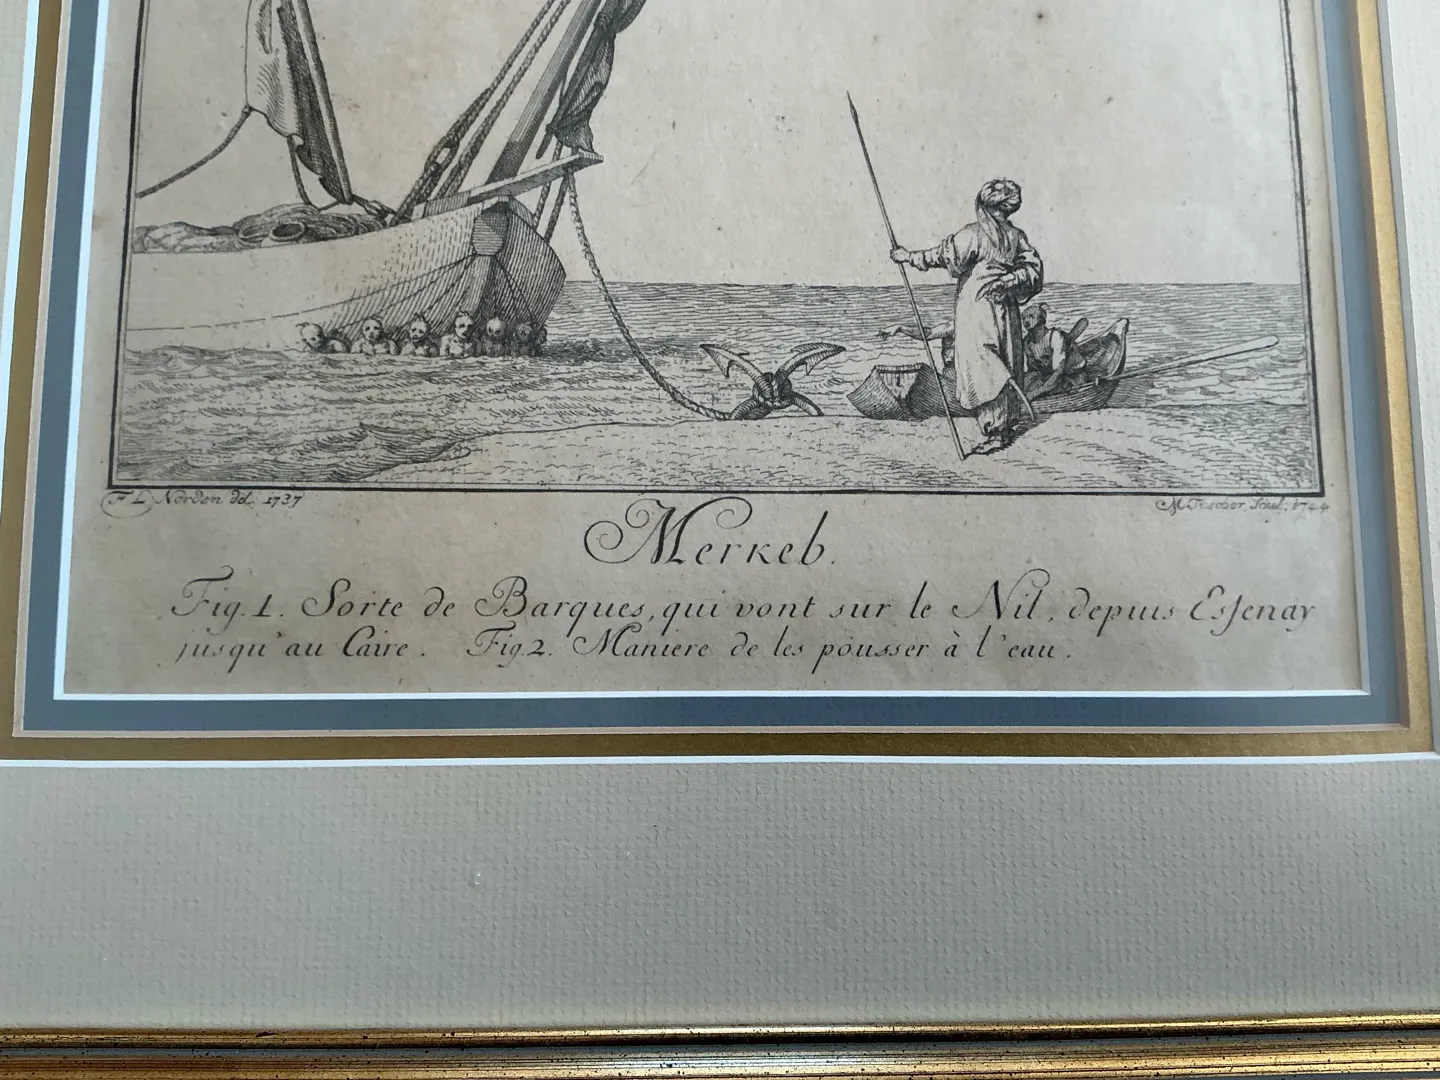 F L Norden del. 1737
M. Tuscher. Scul. 1744
Merkeb.
Fig. 1. Sorte de Barques, qui vont sur le Nil, depuis Essenay
jusqu'au Caire. Fig. 2. Maniere de les pousser à l'eau.